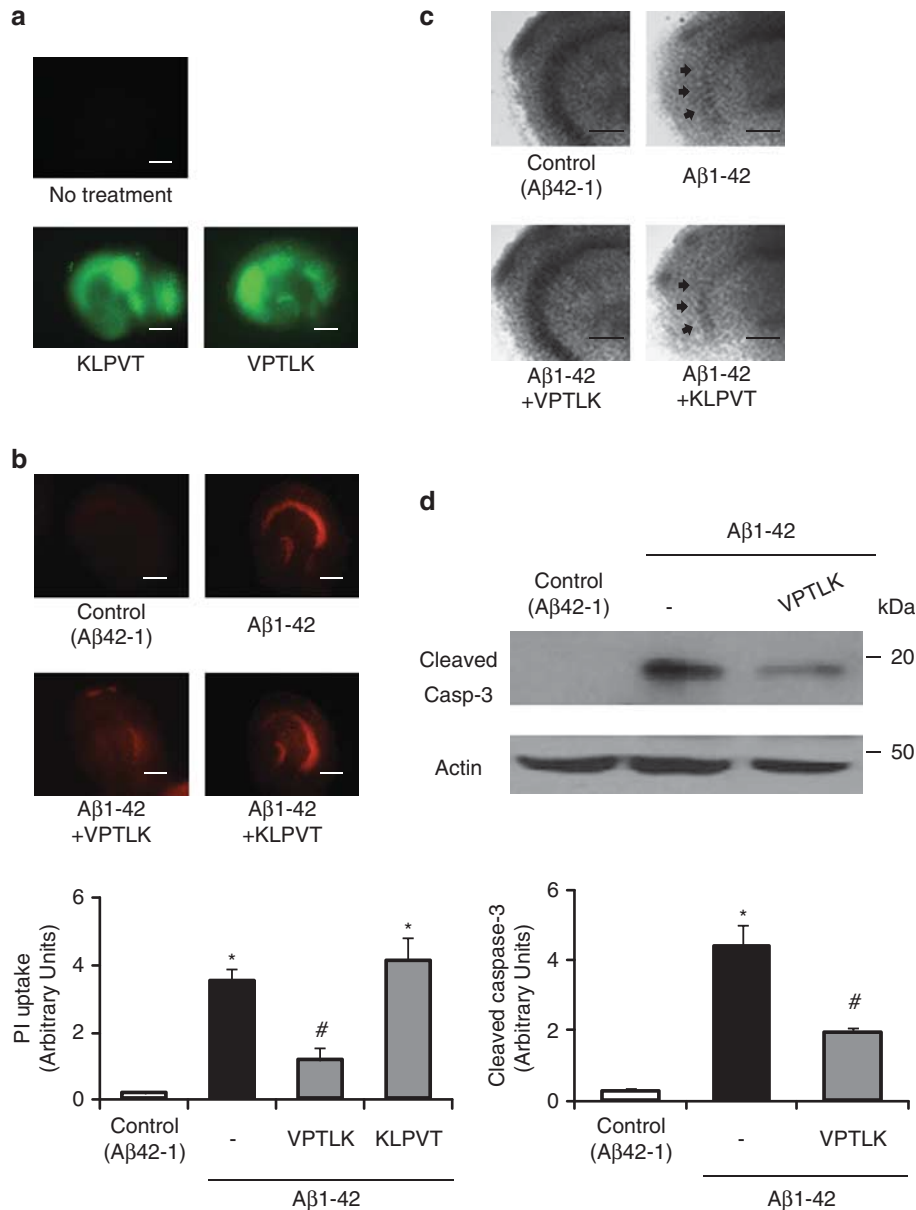 a
No treatment
KLPVT
VPTLK
b
Control
(Aβ42-1)
Aβ1-42
Aβ1-42
+VPTLK
Aβ1-42
+KLPVT
6
4
2
0
PI uptake
(Arbitrary Units)
*
#
*
Control
(Aβ42-1)
-
VPTLK
KLPVT
Aβ1-42
c
Control
(Aβ42-1)
Aβ1-42
Aβ1-42
+VPTLK
Aβ1-42
+KLPVT
d
Aβ1-42
Control
(Aβ42-1)
-
VPTLK
kDa
Cleaved
Casp-3
20
Actin
50
6
4
2
0
Cleaved caspase-3
(Arbitrary Units)
*
#
Control
(Aβ42-1)
-
VPTLK
Aβ1-42